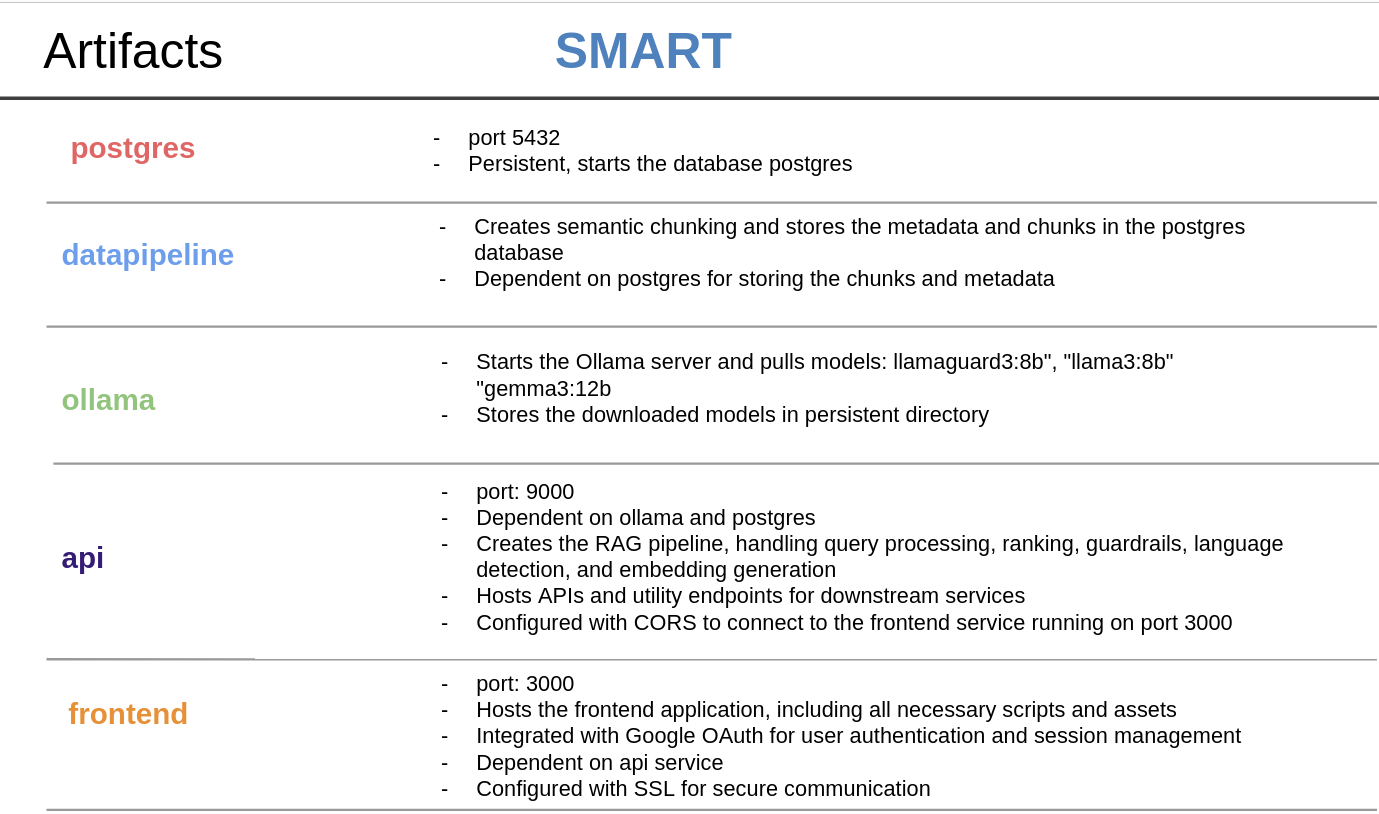 Artifacts
SMART
postgres
- port 5432
- Persistent, starts the database postgres
datapipeline
- Creates semantic chunking and stores the metadata and chunks in the postgres
database
- Dependent on postgres for storing the chunks and metadata
ollama
- Starts the Ollama server and pulls models: llamaguard3:8b", "llama3:8b"
"gemma3:12b
- Stores the downloaded models in persistent directory
api
- port: 9000
- Dependent on ollama and postgres
- Creates the RAG pipeline, handling query processing, ranking, guardrails, language
detection, and embedding generation
- Hosts APIs and utility endpoints for downstream services
- Configured with CORS to connect to the frontend service running on port 3000
frontend
- port: 3000
- Hosts the frontend application, including all necessary scripts and assets
- Integrated with Google OAuth for user authentication and session management
- Dependent on api service
- Configured with SSL for secure communication